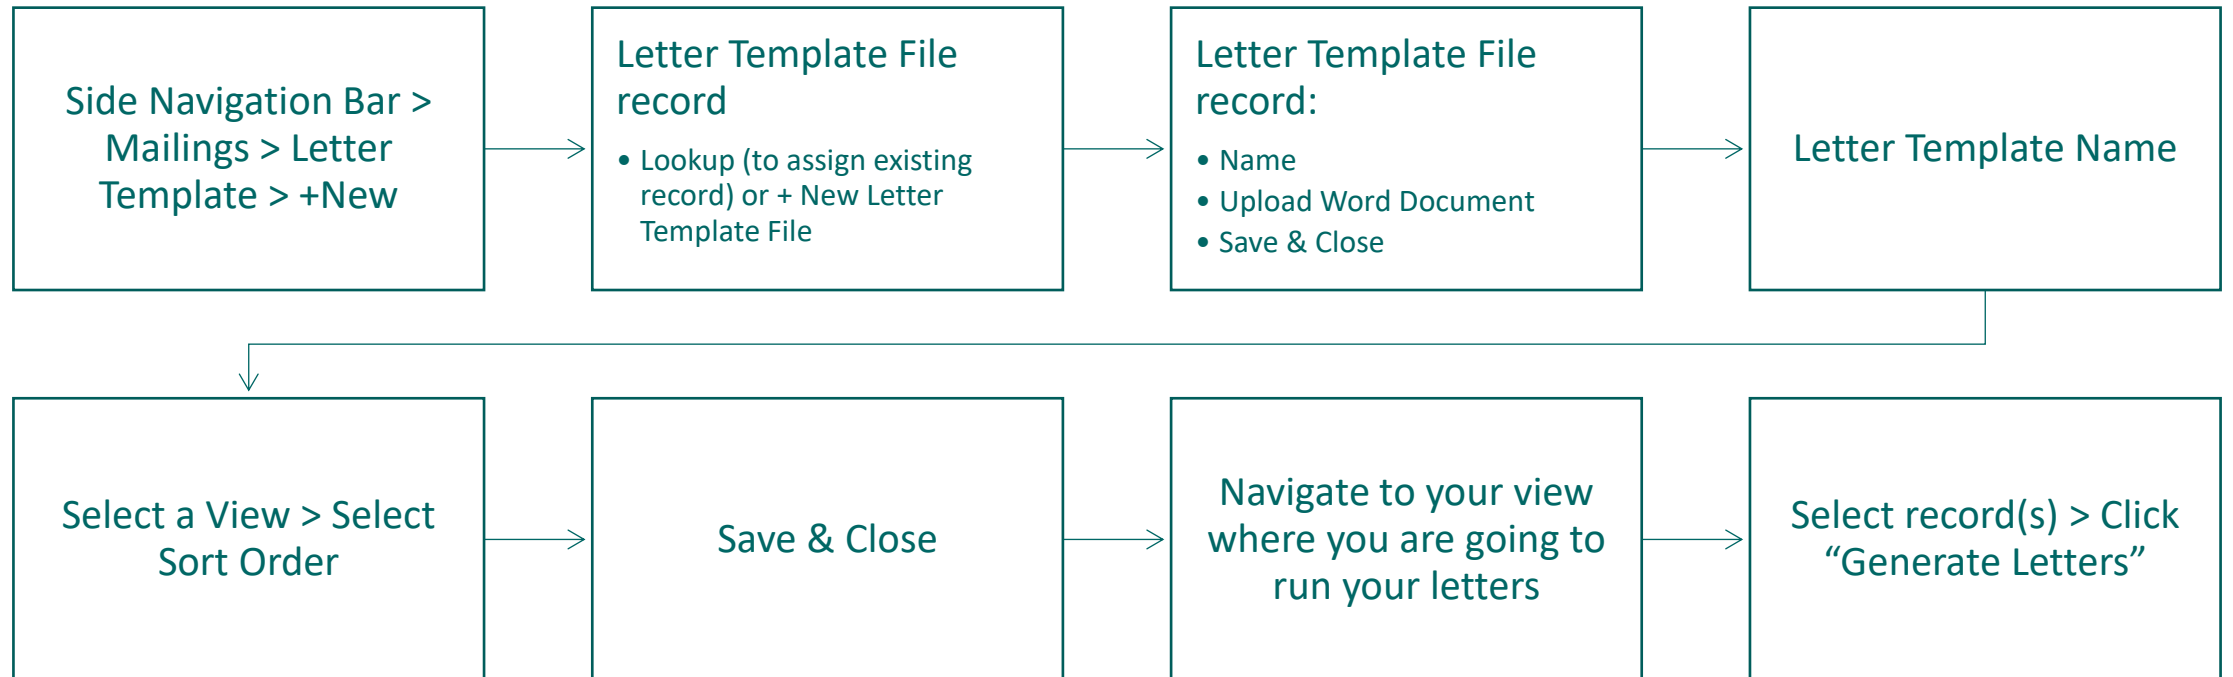 Side Navigation Bar >
Mailings > Letter
Template > +New
Letter Template File
record
• Lookup (to assign existing
record) or + New Letter
Template File
Letter Template File
record:
• Name
• Upload Word Document
• Save & Close
Letter Template Name
Select a View > Select
Sort Order
Save & Close
Navigate to your view
where you are going to
run your letters
Select record(s) > Click
“Generate Letters”